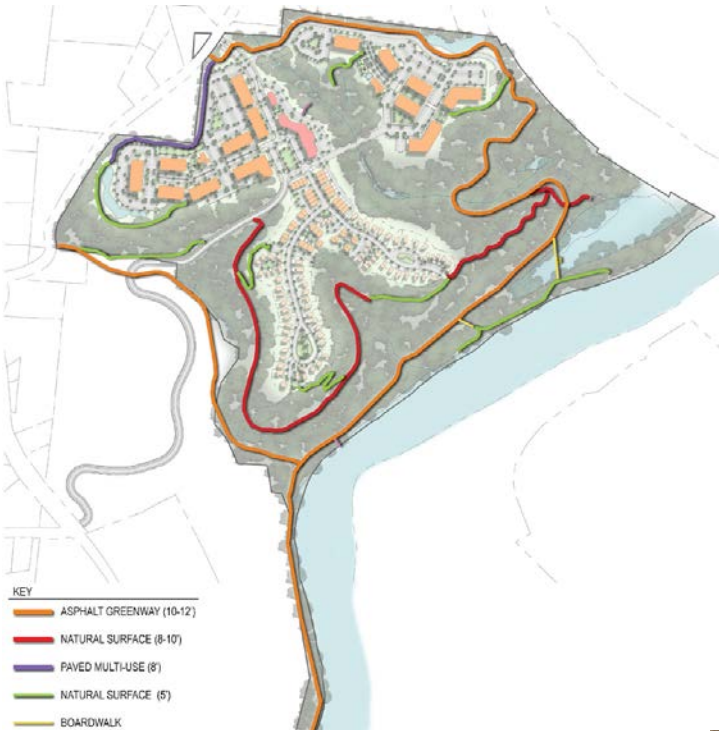 KEY
ASPHALT GREENWAY (10-12')
NATURAL SURFACE (8-10')
PAVED MULTI-USE (8')
NATURAL SURFACE (5')
BOARDWALK